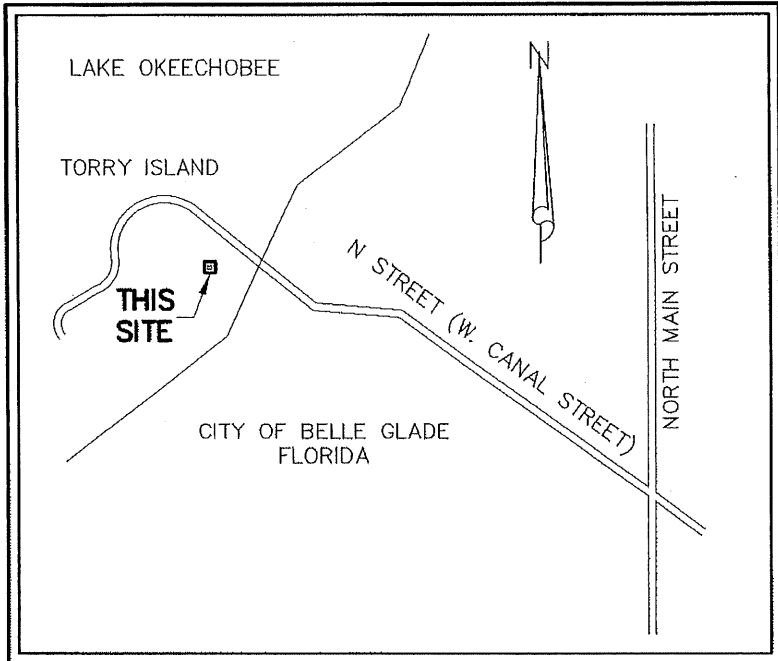 LAKE OKEECHOBEE
N
TORRY ISLAND
THIS
SITE
N STREET (W. CANAL STREET)
NORTH MAIN STREET
CITY OF BELLE GLADE
FLORIDA